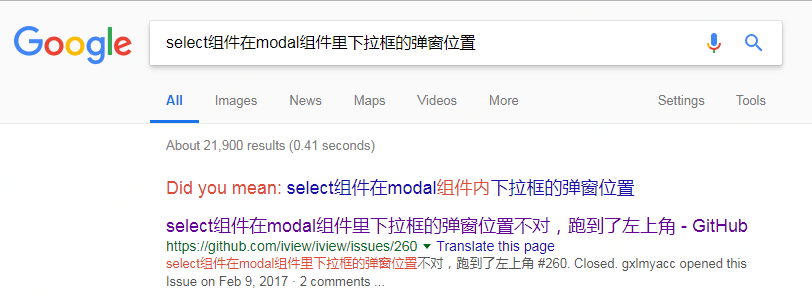 Google
select组件在modal组件里下拉框的弹窗位置
All Images News Maps Videos More Settings Tools
About 21,900 results (0.41 seconds)
Did you mean: select组件在modal组件内下拉框的弹窗位置
select组件在modal组件里下拉框的弹窗位置不对，跑到了左上角 - GitHub
https://github.com/iview/iview/issues/260 Translate this page
select组件在modal组件里下拉框的弹窗位置不对，跑到了左上角 #260. Closed. gxlmyacc opened this
Issue on Feb 9, 2017 · 2 comments ...